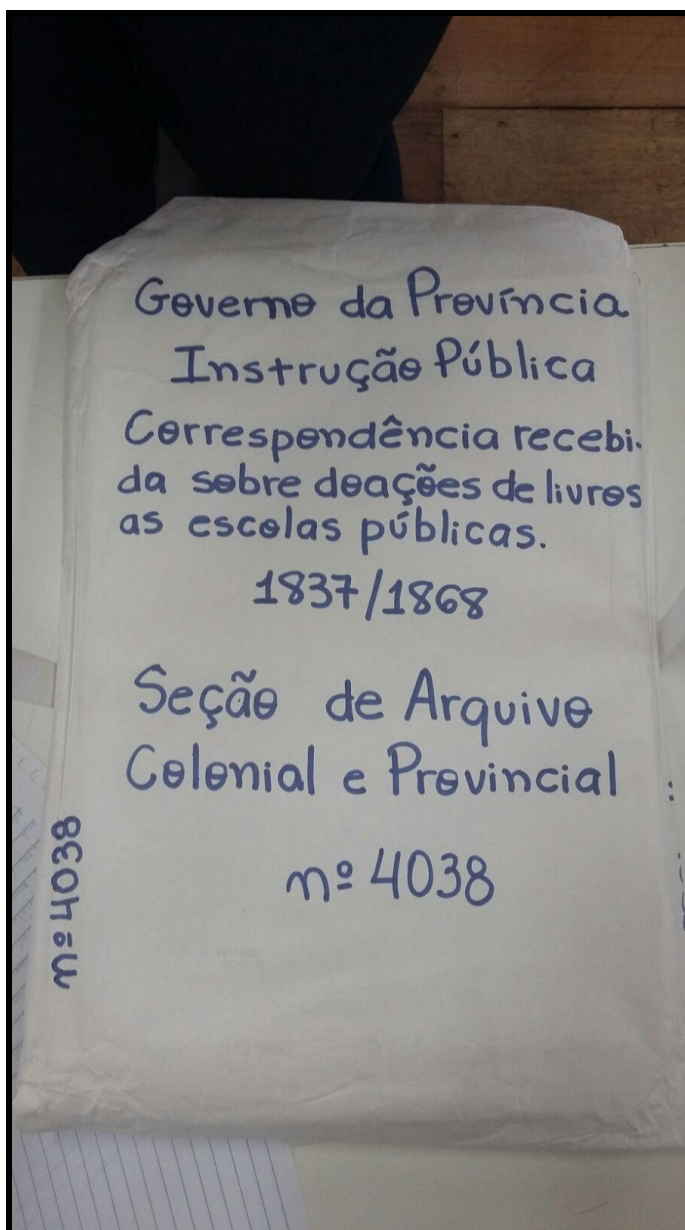 Governo da Província
Instrução Pública
Correspondência recebi-
da sobre doações de livros
as escolas públicas.
1837/1868
Seção de Arquivo
Colonial e Provincial
nº 4038
nº 4038